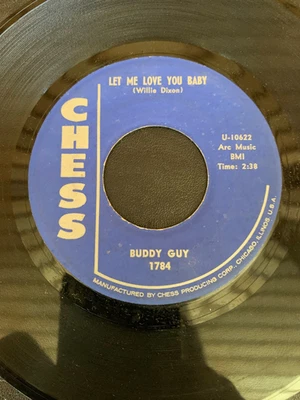 LET ME LOVE YOU BABY
(Willie Dixon)
CHESS
U-10622
Arc Music
BMI
Time: 2:38
BUDDY GUY
1784
MANUFACTURED BY CHESS PRODUCING CORP., CHICAGO, ILLINOIS U.S.A.